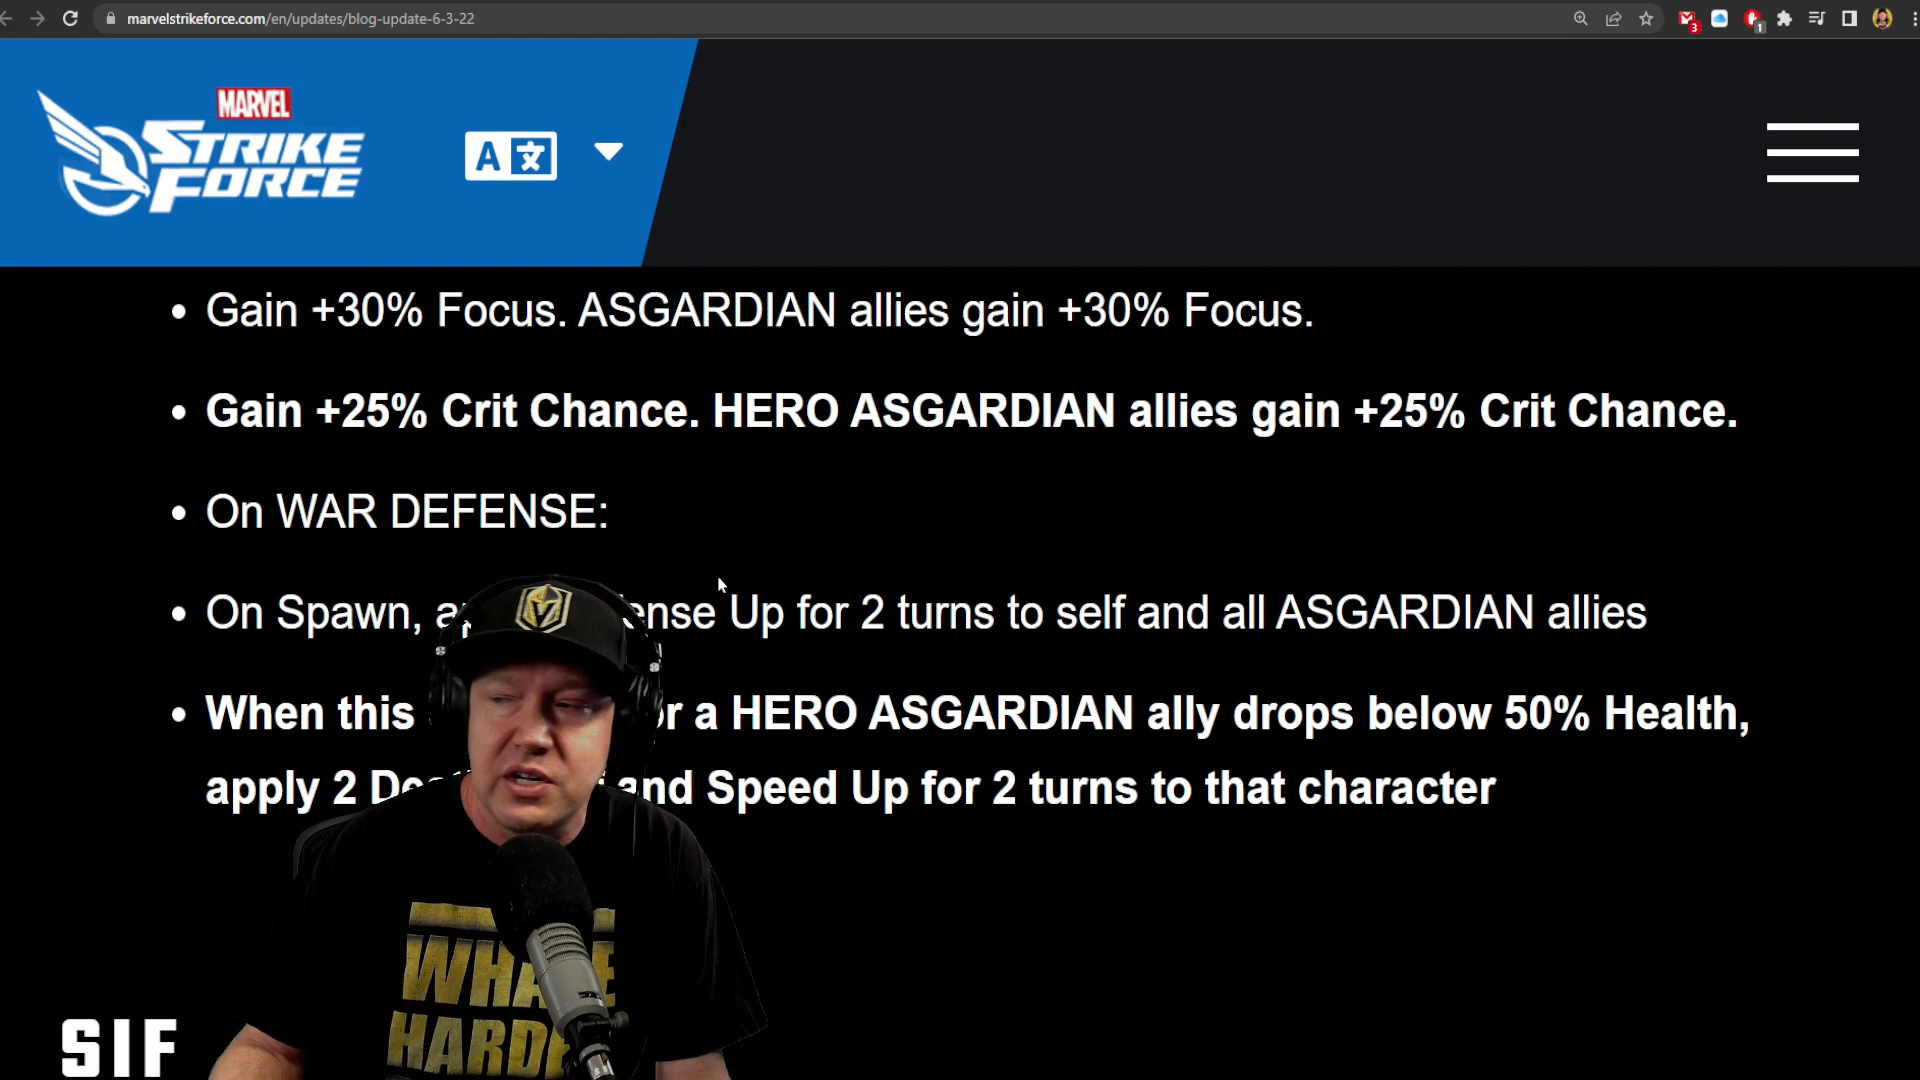 marvelstrikeforce.com/en/updates/blog-update-6-3-22
3
1
MARVEL
STRIKE
FORCE
A 文
Gain +30% Focus. ASGARDIAN allies gain +30% Focus.
Gain +25% Crit Chance. HERO ASGARDIAN allies gain +25% Crit Chance.
On WAR DEFENSE:
On Spawn, Up for 2 turns to self and all ASGARDIAN allies
When this a HERO ASGARDIAN ally drops below 50% Health,
apply 2 and Speed Up for 2 turns to that character
SIF